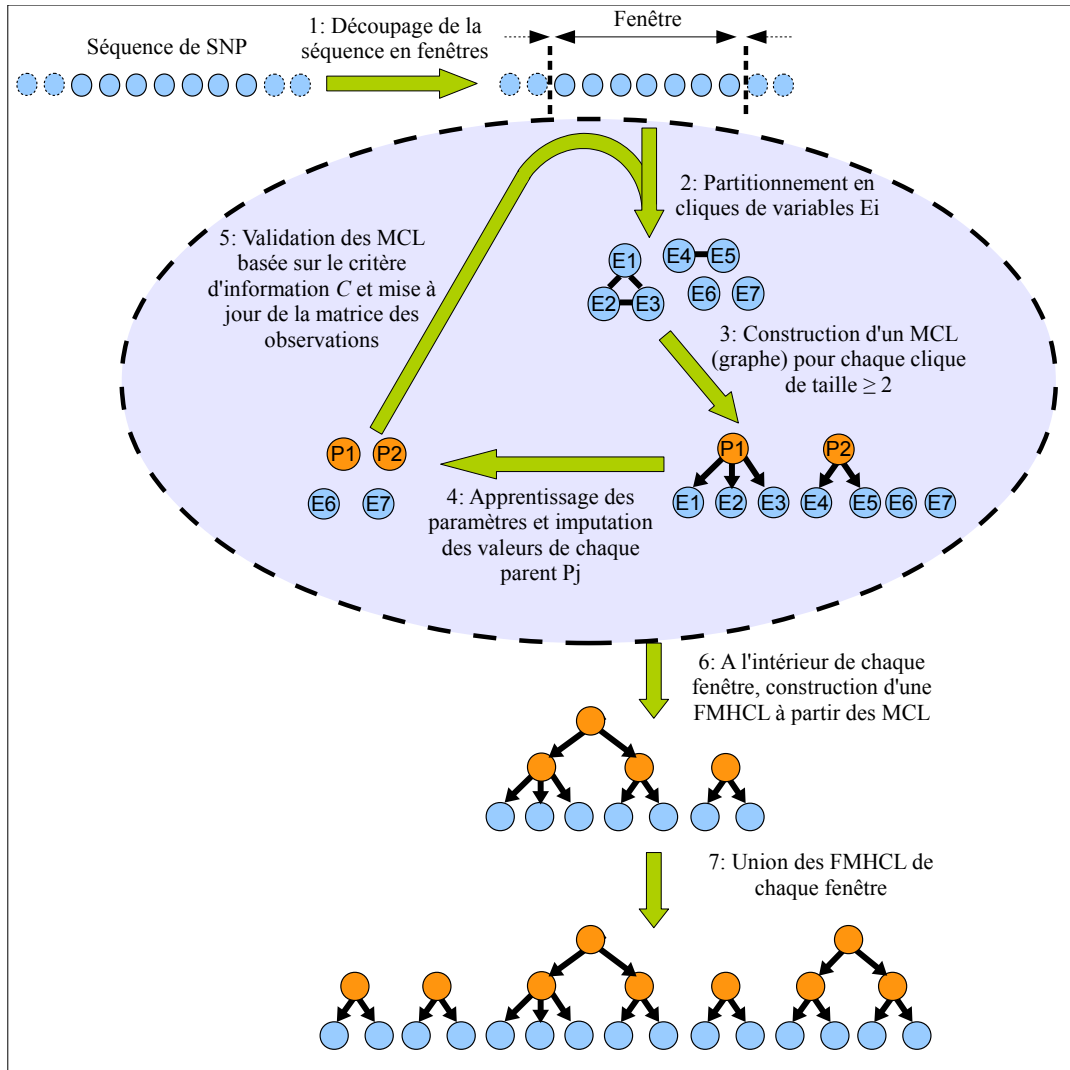 Séquence de SNP
1: Découpage de la
séquence en fenêtres
Fenêtre
2: Partitionnement en
cliques de variables Ei
5: Validation des MCL
basée sur le critère
d'information C et mise à
jour de la matrice des
observations
E1
E2
E3
E4
E5
E6
E7
3: Construction d'un MCL
(graphe) pour chaque clique
de taille ≥ 2
P1
P2
E6
E7
P1
P2
E1
E2
E3
E4
E5
E6
E7
4: Apprentissage des
paramètres et imputation
des valeurs de chaque
parent Pj
6: A l'intérieur de chaque
fenêtre, construction d'une
FMHCL à partir des MCL
7: Union des FMHCL de
chaque fenêtre